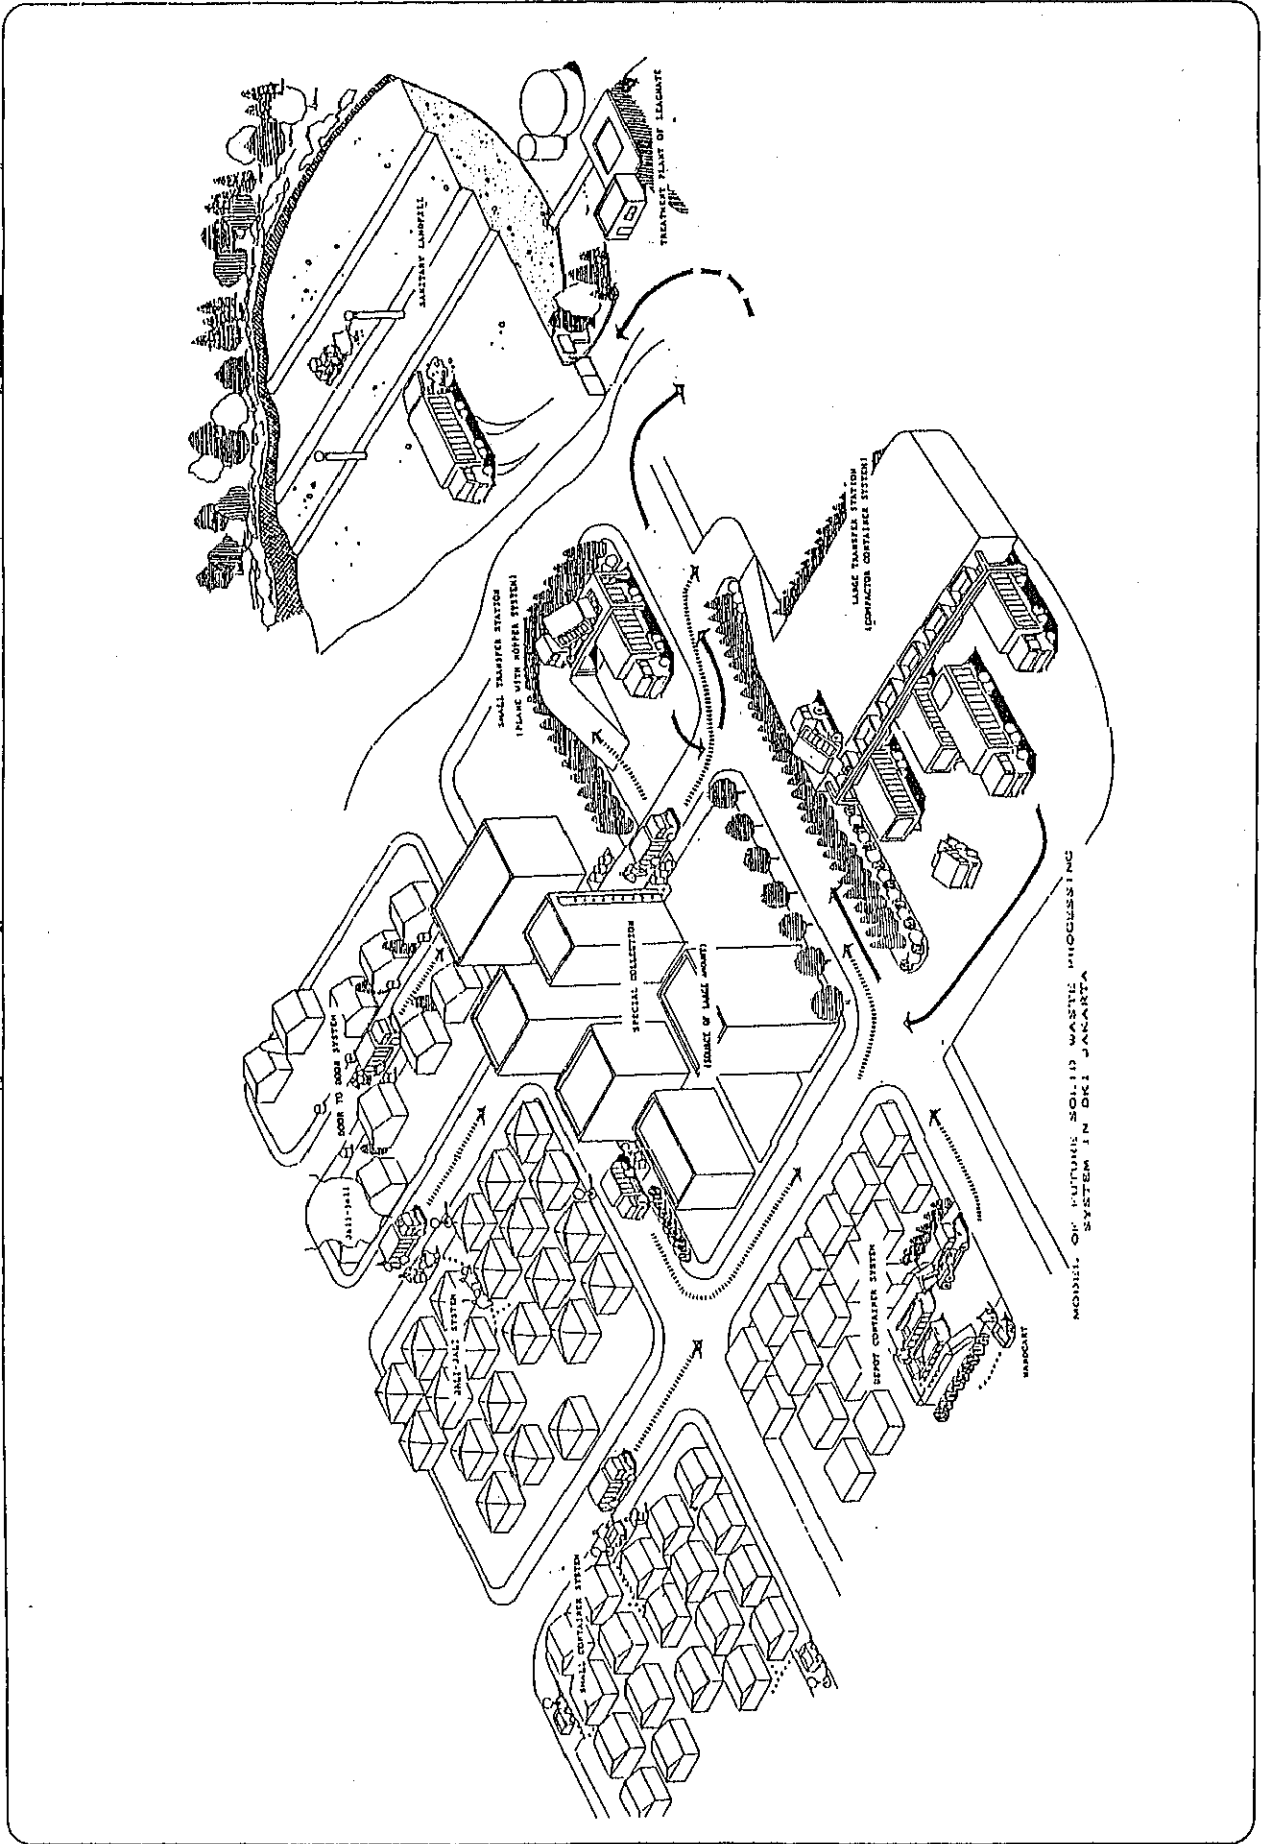 SANITARY LANDFILL
TREATMENT PLANT OF LEACHATE
SMALL TRANSFER STATION
(PLANE WITH HOPPER SYSTEM)
LARGE TRANSFER STATION
(COMPACTOR CONTAINER SYSTEM)
DOOR TO DOOR SYSTEM
Jali-jali
JALI-JALI SYSTEM
SPECIAL COLLECTION
(SOURCE OF LARGE AMOUNT)
SMALL CONTAINER SYSTEM
DEPOT CONTAINER SYSTEM
HANDCART
MODEL OF FUTURE SOLID WASTE PROCESSING
SYSTEM IN DKI JAKARTA